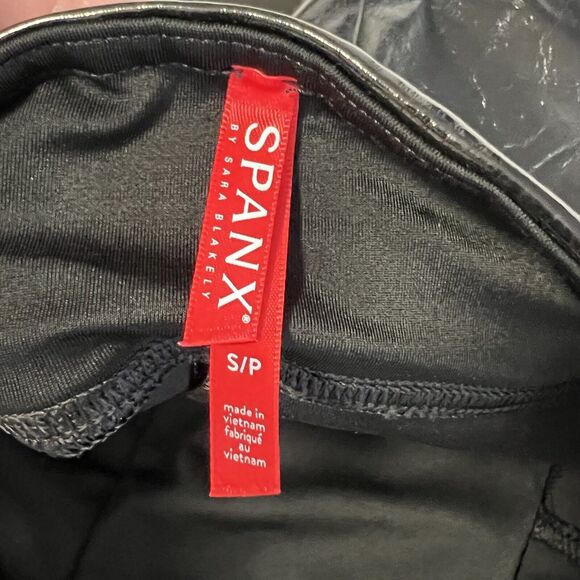 SPANX®
BY SARA BLAKELY
S/P
made in
vietnam
fabriqué
au
vietnam